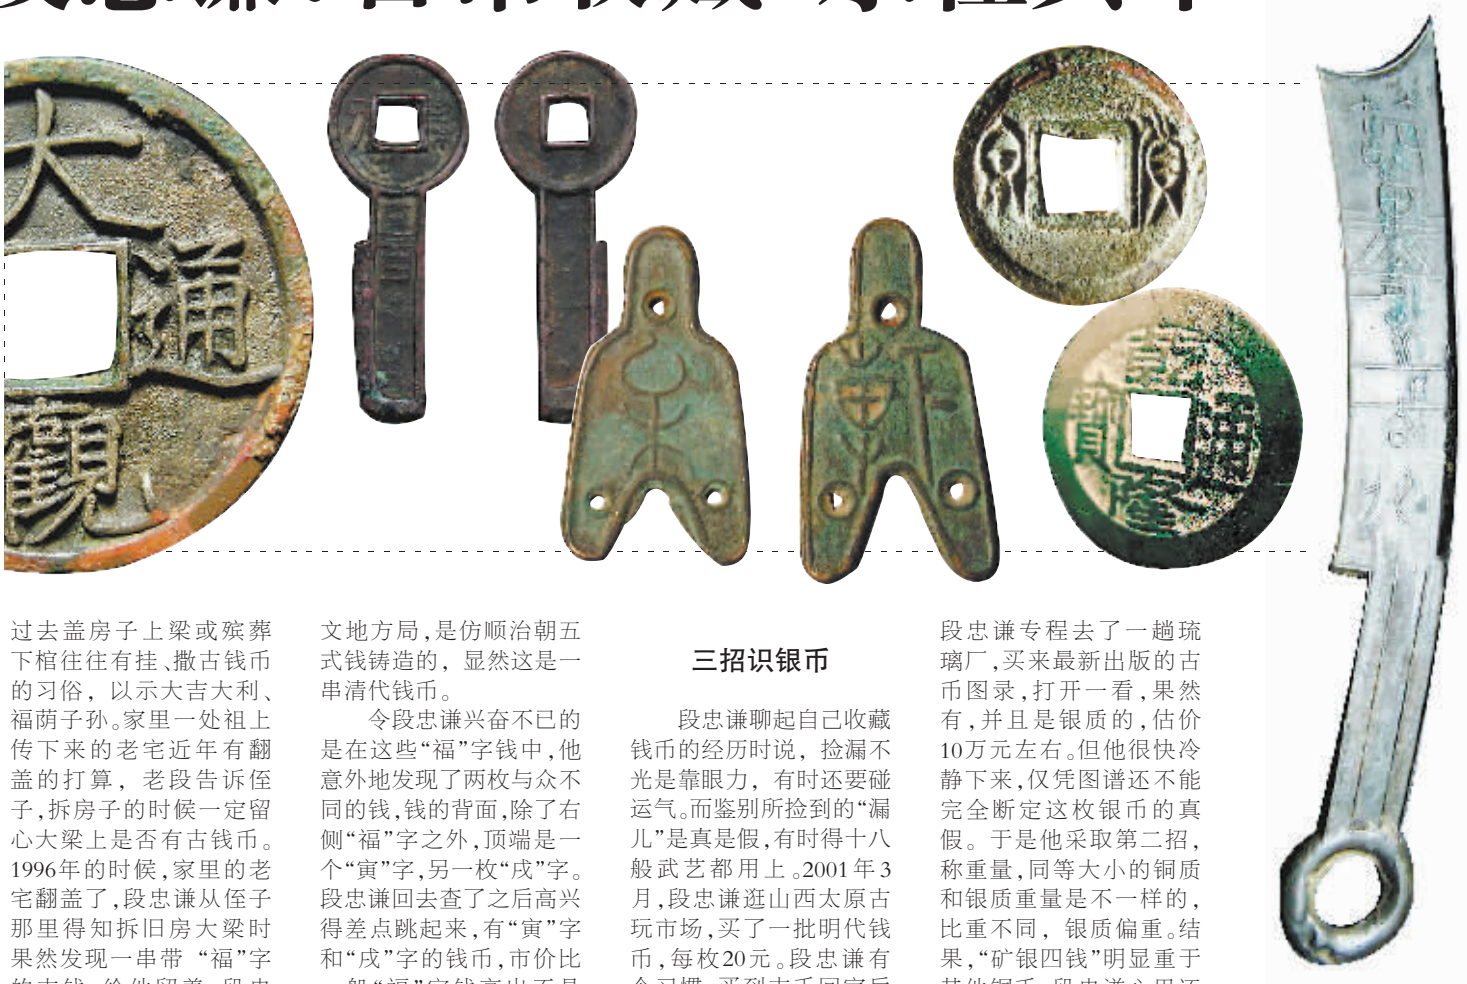 大
通
觀
隆
寶
过去盖房子上梁或殡葬
下棺往往有挂、撒古钱币
的习俗，以示大吉大利、
福荫子孙。家里一处祖上
传下来的老宅近年有翻
盖的打算，老段告诉侄
子,拆房子的时候一定留
心大梁上是否有古钱币。
1996年的时候,家里的老
宅翻盖了,段忠谦从侄子
那里得知拆旧房大梁时
果然发现一串带 “福”字
文地方局,是仿顺治朝五
式钱铸造的，显然这是一
串清代钱币。
令段忠谦兴奋不已的
是在这些“福”字钱中,他
意外地发现了两枚与众不
同的钱,钱的背面,除了右
侧“福”字之外,顶端是一
个“寅”字,另一枚“戌”字。
段忠谦回去查了之后高兴
得差点跳起来,有“寅”字
和“戌”字的钱币,市价比
三招识银币
段忠谦聊起自己收藏
钱币的经历时说，捡漏不
光是靠眼力，有时还要碰
运气。而鉴别所捡到的“漏
儿”是真是假,有时得十八
般武艺都用上。2001年3
月,段忠谦逛山西太原古
玩市场,买了一批明代钱
币,每枚20元。段忠谦有
段忠谦专程去了一趟琉
璃厂,买来最新出版的古
币图录,打开一看,果然
有,并且是银质的,估价
10万元左右。但他很快冷
静下来,仅凭图谱还不能
完全断定这枚银币的真
假。于是他采取第二招，
称重量,同等大小的铜质
和银质重量是不一样的，
比重不同，银质偏重。结
果,“矿银四钱”明显重于